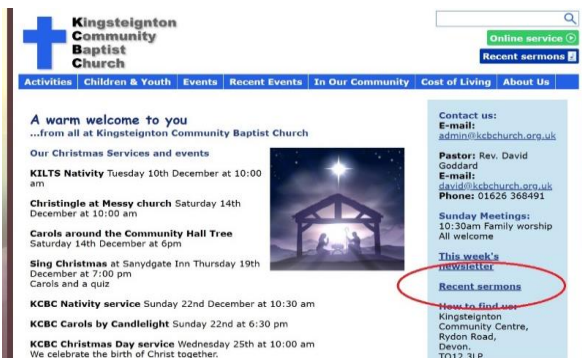 Kingsteignton
Community
Baptist
Church
Online service
Recent sermons
Activities Children & Youth Events Recent Events In Our Community Cost of Living About Us
A warm welcome to you
...from all at Kingsteignton Community Baptist Church
Our Christmas Services and events
KILTS Nativity Tuesday 10th December at 10:00
am
Christingle at Messy church Saturday 14th
December at 10:00 am
Carols around the Community Hall Tree
Saturday 14th December at 6pm
Sing Christmas at Sanydgate Inn Thursday 19th
December at 7:00 pm
Carols and a quiz
KCBC Nativity service Sunday 22nd December at 10:30 am
KCBC Carols by Candlelight Sunday 22nd at 6:30 pm
KCBC Christmas Day service Wednesday 25th at 10:00 am
We celebrate the birth of Christ together.
Contact us:
E-mail:
admin@kcbchurch.org.uk
Pastor: Rev. David
Goddard
E-mail:
david@kcbchurch.org.uk
Phone: 01626 368491
Sunday Meetings:
10:30am Family worship
All welcome
This week's
newsletter
Recent sermons
How to find us:
Kingsteignton
Community Centre,
Rydon Road,
Devon.
TQ12 3LP